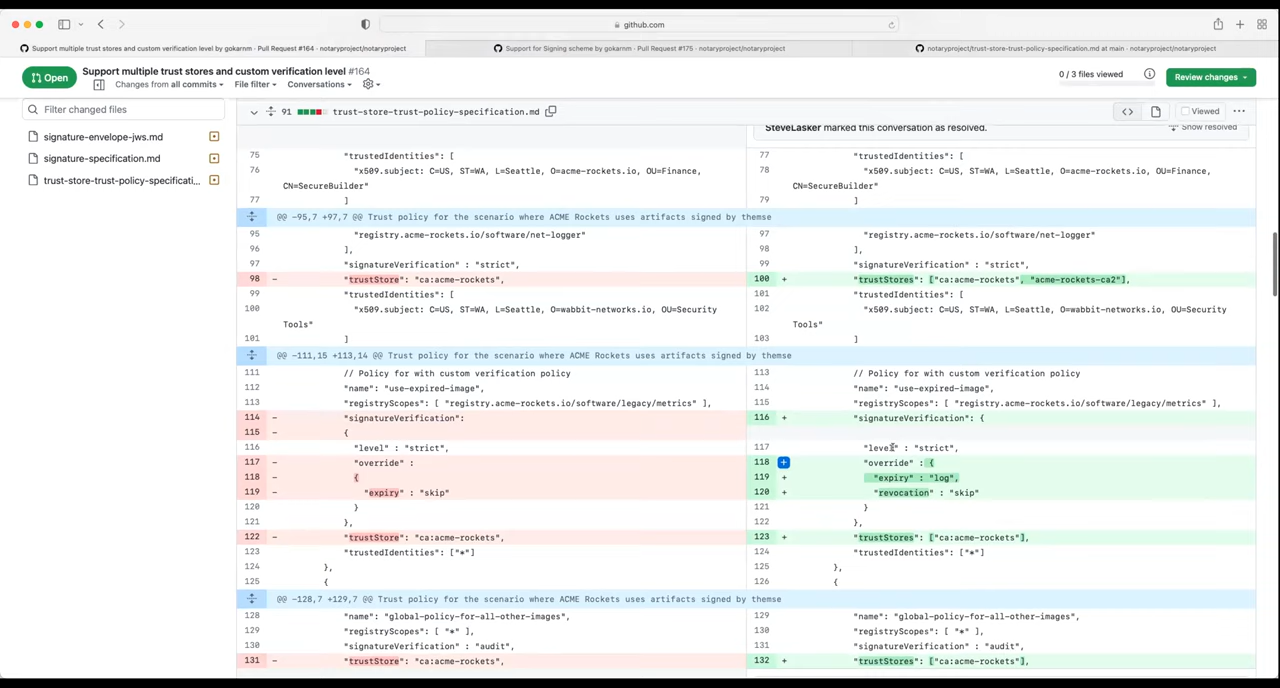 github.com
Support multiple trust stores and custom verification level by gokarnm · Pull Request #164 · notaryproject/notaryproject
Support for Signing scheme by gokarnm · Pull Request #175 · notaryproject/notaryproject
notaryproject/trust-store-trust-policy-specification.md at main · notaryproject/notaryproject
Open
Support multiple trust stores and custom verification level #164
Changes from all commits
File filter
Conversations
0 / 3 files viewed
Review changes
Filter changed files
signature-envelope-jws.md
signature-specification.md
trust-store-trust-policy-specificati...
91 trust-store-trust-policy-specification.md
Viewed
SteveLasker marked this conversation as resolved.
Show resolved
75 "trustedIdentities": [
76 "x509.subject: C=US, ST=WA, L=Seattle, O=acme-rockets.io, OU=Finance,
CN=SecureBuilder"
77 ]
77 "trustedIdentities": [
78 "x509.subject: C=US, ST=WA, L=Seattle, O=acme-rockets.io, OU=Finance,
CN=SecureBuilder"
79 ]
@@ -95,7 +97,7 @@ Trust policy for the scenario where ACME Rockets uses artifacts signed by themse
95 "registry.acme-rockets.io/software/net-logger"
96 ],
97 "signatureVerification" : "strict",
98 - "trustStore": "ca:acme-rockets",
99 "trustedIdentities": [
100 "x509.subject: C=US, ST=WA, L=Seattle, O=wabbit-networks.io, OU=Security
Tools"
101 ]
97 "registry.acme-rockets.io/software/net-logger"
98 ],
99 "signatureVerification" : "strict",
100 + "trustStores": ["ca:acme-rockets", "acme-rockets-ca2"],
101 "trustedIdentities": [
102 "x509.subject: C=US, ST=WA, L=Seattle, O=wabbit-networks.io, OU=Security
Tools"
103 ]
@@ -111,15 +113,14 @@ Trust policy for the scenario where ACME Rockets uses artifacts signed by themse
111 // Policy for with custom verification policy
112 "name": "use-expired-image",
113 "registryScopes": [ "registry.acme-rockets.io/software/legacy/metrics" ],
114 - "signatureVerification":
115 - {
116 "level" : "strict",
117 - "override" :
118 - {
119 - "expiry" : "skip"
120 }
121 },
122 - "trustStore": "ca:acme-rockets",
123 "trustedIdentities": ["*"]
124 },
125 {
113 // Policy for with custom verification policy
114 "name": "use-expired-image",
115 "registryScopes": [ "registry.acme-rockets.io/software/legacy/metrics" ],
116 + "signatureVerification": {
117 "level" : "strict",
118 + "override" : {
119 + "expiry" : "log",
120 + "revocation" : "skip"
121 }
122 },
123 + "trustStores": ["ca:acme-rockets"],
124 "trustedIdentities": ["*"]
125 },
126 {
@@ -128,7 +129,7 @@ Trust policy for the scenario where ACME Rockets uses artifacts signed by themse
128 "name": "global-policy-for-all-other-images",
129 "registryScopes": [ "*" ],
130 "signatureVerification" : "audit",
131 - "trustStore": "ca:acme-rockets",
129 "name": "global-policy-for-all-other-images",
130 "registryScopes": [ "*" ],
131 "signatureVerification" : "audit",
132 + "trustStores": ["ca:acme-rockets"],